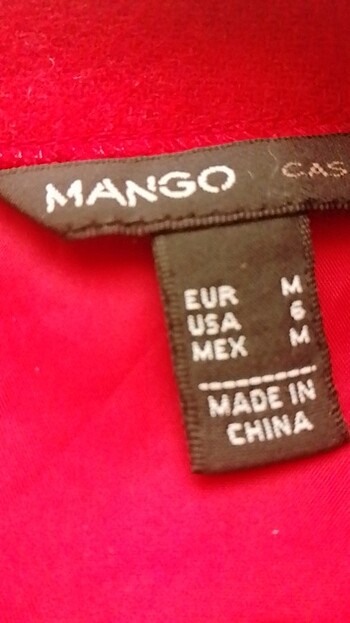 MANGO CAS
EUR M
USA 6
MEX M
MADE IN
CHINA